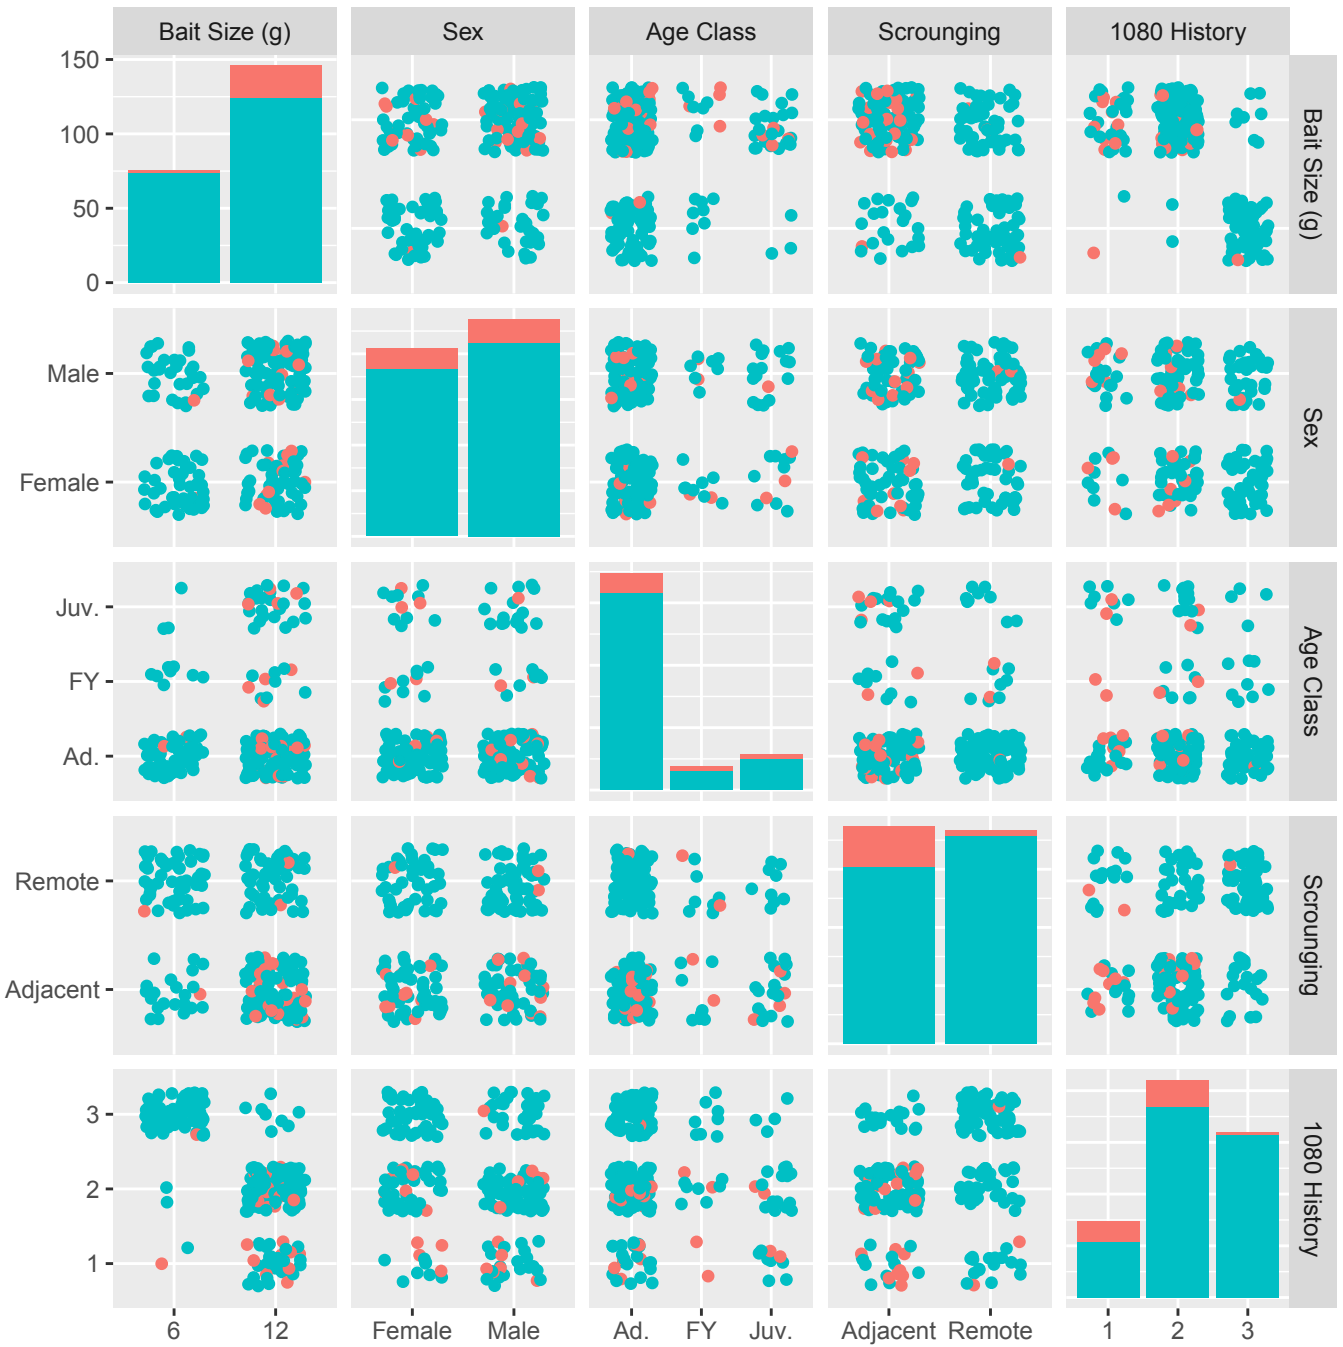 Bait Size (g) Sex Age Class Scrounging 1080 History
150
100
50
0
Bait Size (g)
Male
Female
Sex
Juv.
FY
Ad.
Age Class
Remote
Adjacent
Scrounging
3
2
1
1080 History
6 12 Female Male Ad. FY Juv. Adjacent Remote 1 2 3